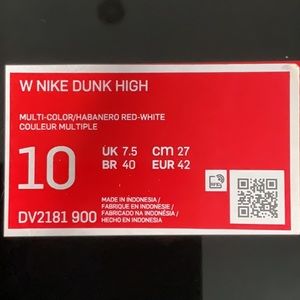 W NIKE DUNK HIGH
MULTI-COLOR/HABANERO RED-WHITE
COULEUR MULTIPLE
10 UK 7.5 cm 27
BR 40 EUR 42
DV2181 900
MADE IN INDONESIA /
FABRIQUE EN INDONESIE /
FABRICADO NA INDONÉSIA /
HECHO EN INDONESIA